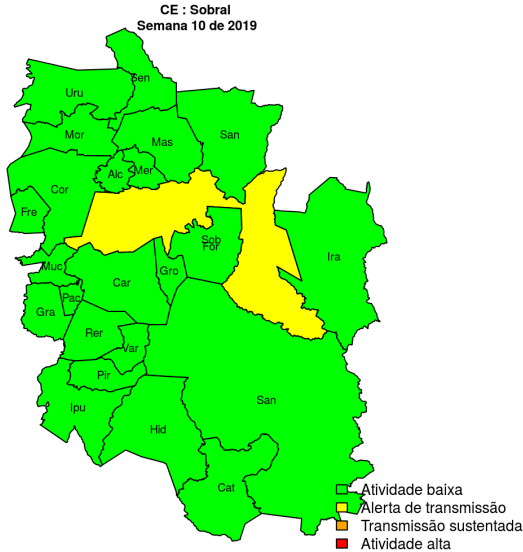 CE : Sobral
Semana 10 de 2019
Sen
Uru
Mor
Mas
San
Alc
Mer
Cor
Fre
Sob
For
Muc
Gro
Ira
Car
Pac
Gra
Rer
Var
Pir
San
Ipu
Hid
Cat
Atividade baixa
Alerta de transmissão
Transmissão sustentada
Atividade alta